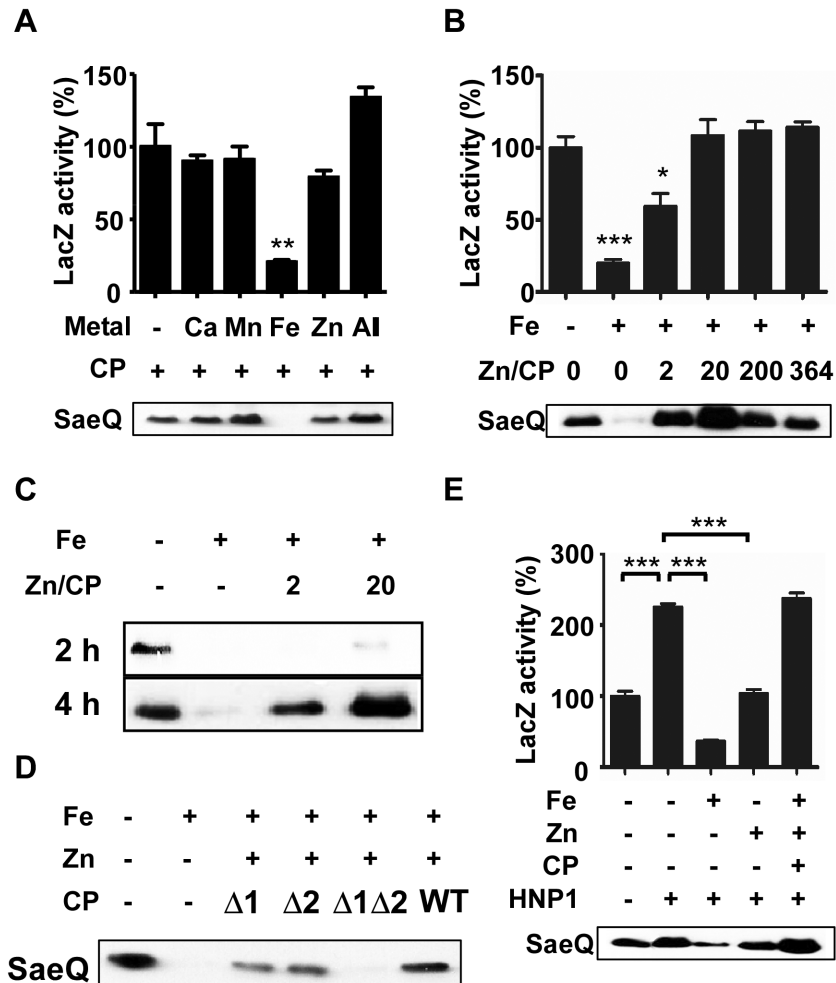 A
LacZ activity (%)
150
100
50
0
**
Metal - Ca Mn Fe Zn Al
CP + + + + + +
SaeQ
B
LacZ activity (%)
150
100
50
0
***
*
Fe - + + + + +
Zn/CP 0 0 2 20 200 364
SaeQ
C
Fe - + + +
Zn/CP - - 2 20
2 h
4 h
D
Fe - + + + + +
Zn - - + + + +
CP - - Δ1 Δ2 Δ1Δ2 WT
SaeQ
E
LacZ activity (%)
300
200
100
0
***
*** ***
Fe - - + - +
Zn - - - + +
CP - - - - +
HNP1 - + + + +
SaeQ